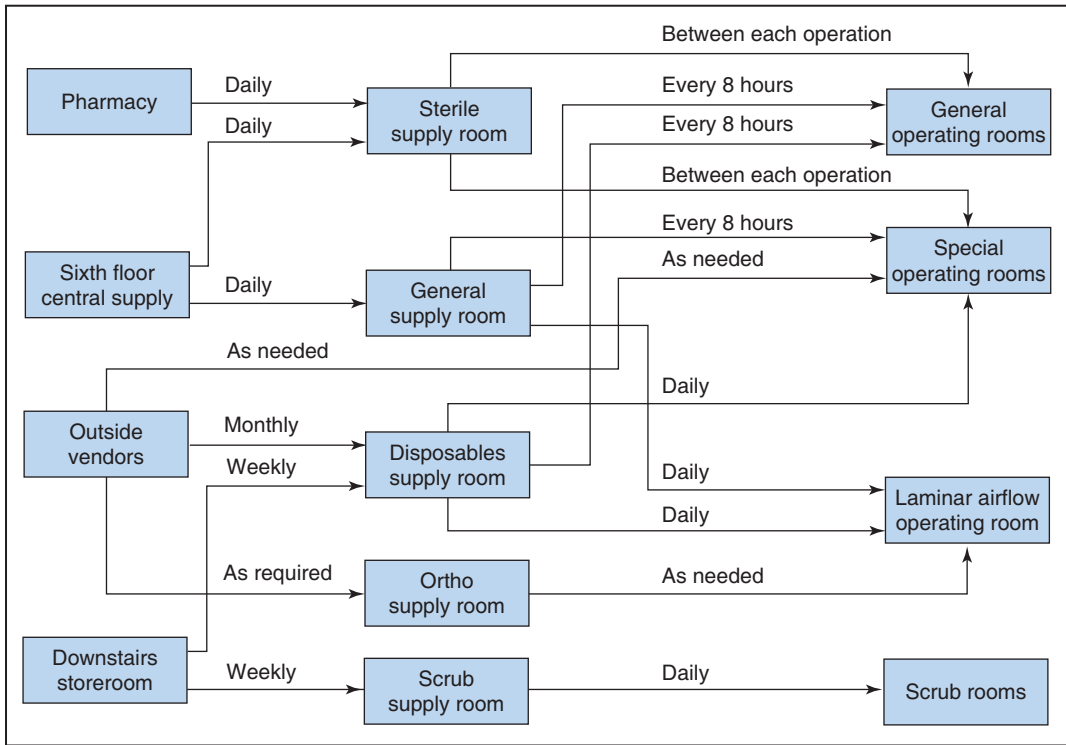 Between each operation
Pharmacy
Daily
Sterile
supply room
Every 8 hours
General
operating rooms
Daily
Every 8 hours
Between each operation
Sixth floor
central supply
Daily
General
supply room
Every 8 hours
Special
operating rooms
As needed
As needed
Outside
vendors
Monthly
Disposables
supply room
Daily
Weekly
Daily
Laminar airflow
operating room
Daily
As required
Ortho
supply room
As needed
Downstairs
storeroom
Weekly
Scrub
supply room
Daily
Scrub rooms